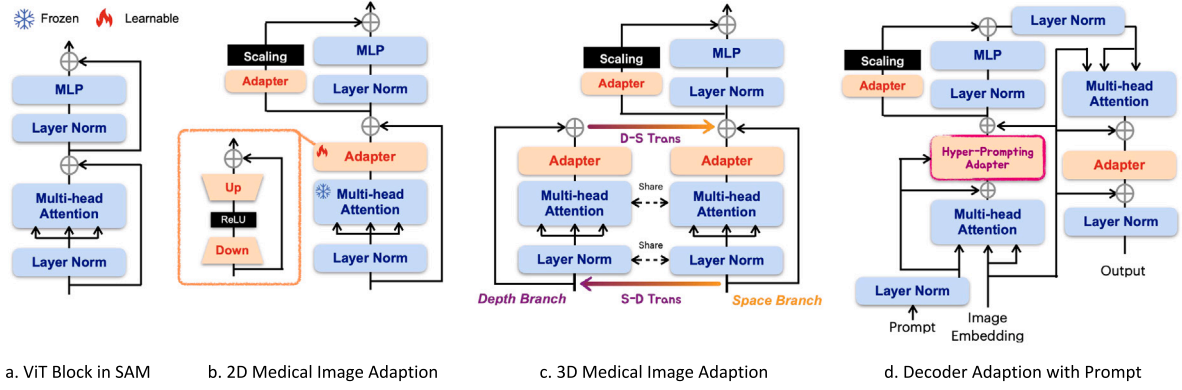 Frozen
Learnable
MLP
Layer Norm
Multi-head
Attention
Layer Norm
a. ViT Block in SAM
Scaling
Adapter
MLP
Layer Norm
Adapter
Multi-head
Attention
Layer Norm
Up
ReLU
Down
b. 2D Medical Image Adaption
Scaling
Adapter
MLP
Layer Norm
D-S Trans
Adapter
Adapter
Multi-head
Attention
Share
Multi-head
Attention
Layer Norm
Share
Layer Norm
Depth Branch
S-D Trans
Space Branch
c. 3D Medical Image Adaption
Layer Norm
Scaling
Adapter
MLP
Layer Norm
Multi-head
Attention
Hyper-Prompting
Adapter
Adapter
Multi-head
Attention
Layer Norm
Output
Layer Norm
Prompt
Image
Embedding
d. Decoder Adaption with Prompt